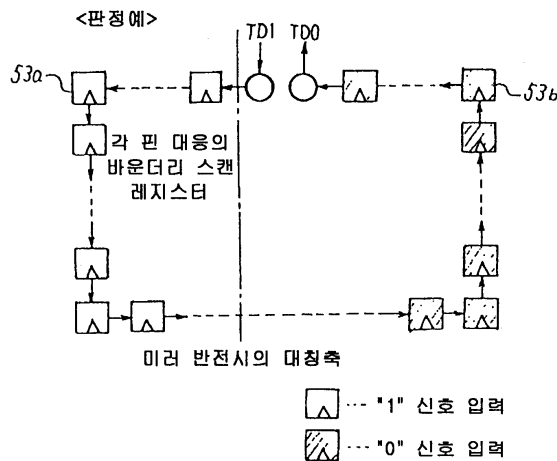 <판정예>
TDI TDO
53a
53b
각 핀 대응의
바운더리 스캔
레지스터
미러 반전시의 대칭축
··· "1" 신호 입력
··· "0" 신호 입력